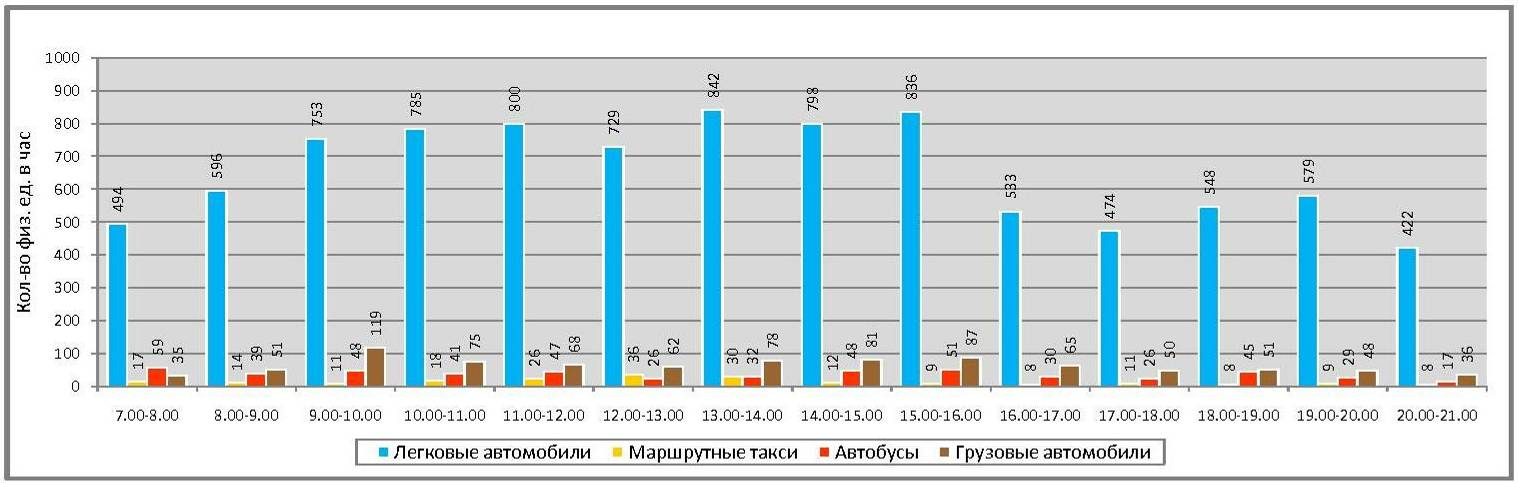 Кол-во физ. ед. в час
1000
900
800
700
600
500
400
300
200
100
0
494 17 59 35
596 14 39 51
753 11 48 119
785 18 41 75
800 26 47 68
729 36 26 62
842 30 32 78
798 12 48 81
836 9 51 87
533 8 30 65
474 11 26 50
548 8 45 51
579 9 29 48
422 8 17 36
7.00-8.00 8.00-9.00 9.00-10.00 10.00-11.00 11.00-12.00 12.00-13.00 13.00-14.00 14.00-15.00 15.00-16.00 16.00-17.00 17.00-18.00 18.00-19.00 19.00-20.00 20.00-21.00
Легковые автомобили Маршрутные такси Автобусы Грузовые автомобили